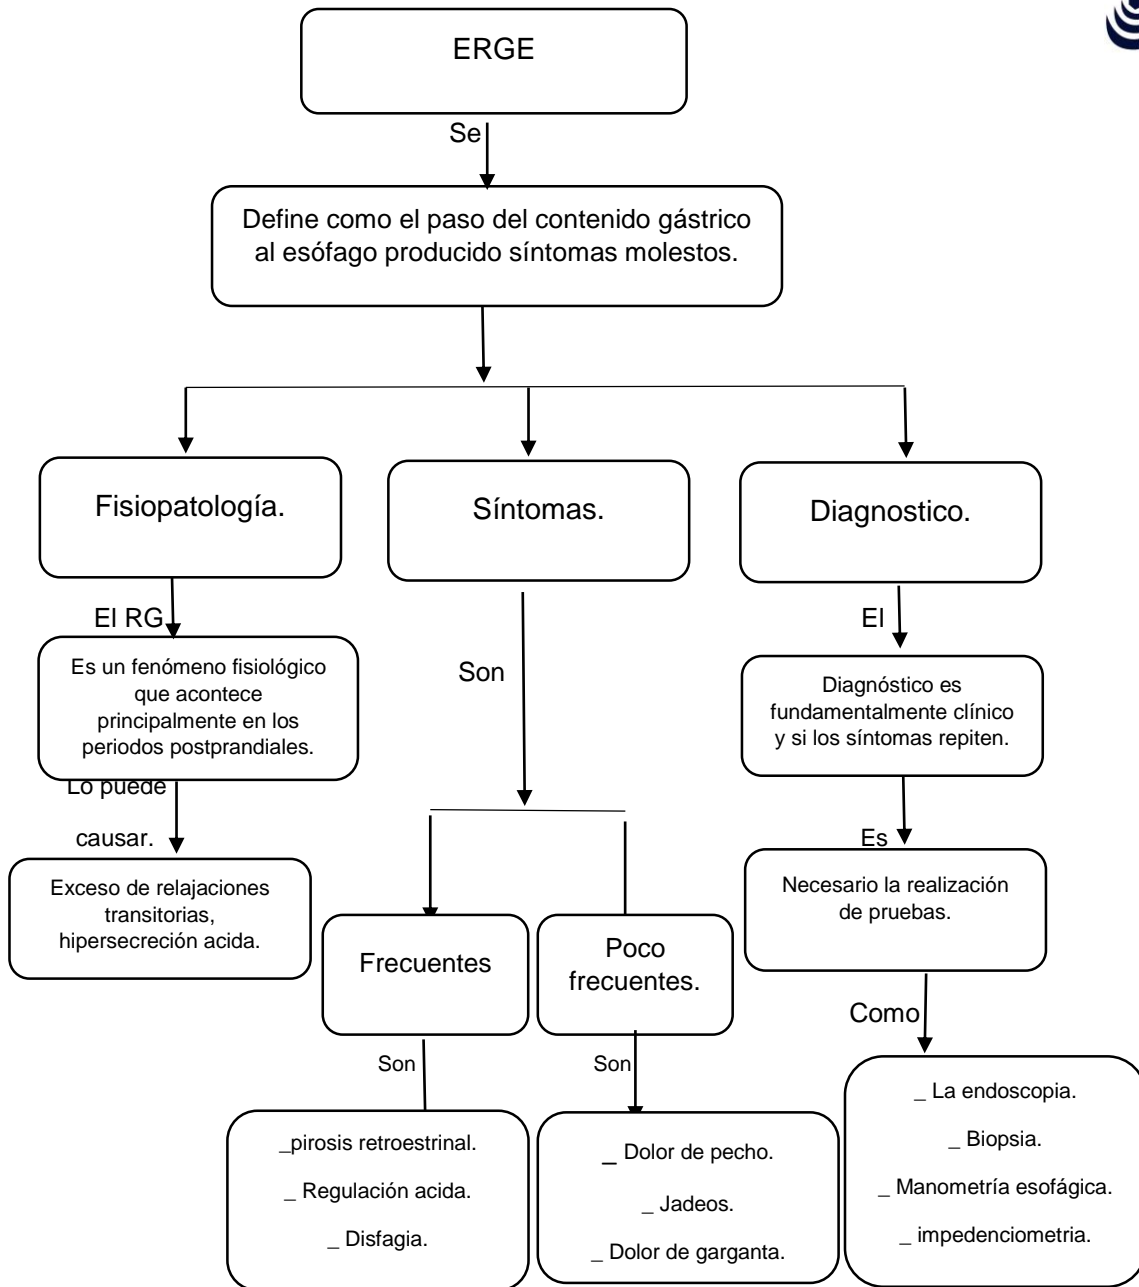 ERGE
Se
Define como el paso del contenido gástrico
al esófago producido síntomas molestos.
Fisiopatología.
Síntomas.
Diagnostico.
El RG
Es un fenómeno fisiológico
que acontece
principalmente en los
periodos postprandiales.
Lo puede
causar.
Exceso de relajaciones
transitorias,
hipersecreción acida.
Son
Frecuentes
Poco
frecuentes.
Son
Son
_pirosis retroestrinal.
_ Regulación acida.
_ Disfagia.
_ Dolor de pecho.
_ Jadeos.
_ Dolor de garganta.
El
Diagnóstico es
fundamentalmente clínico
y si los síntomas repiten.
Es
Necesario la realización
de pruebas.
Como
_ La endoscopia.
_ Biopsia.
_ Manometría esofágica.
_ impedenciometria.